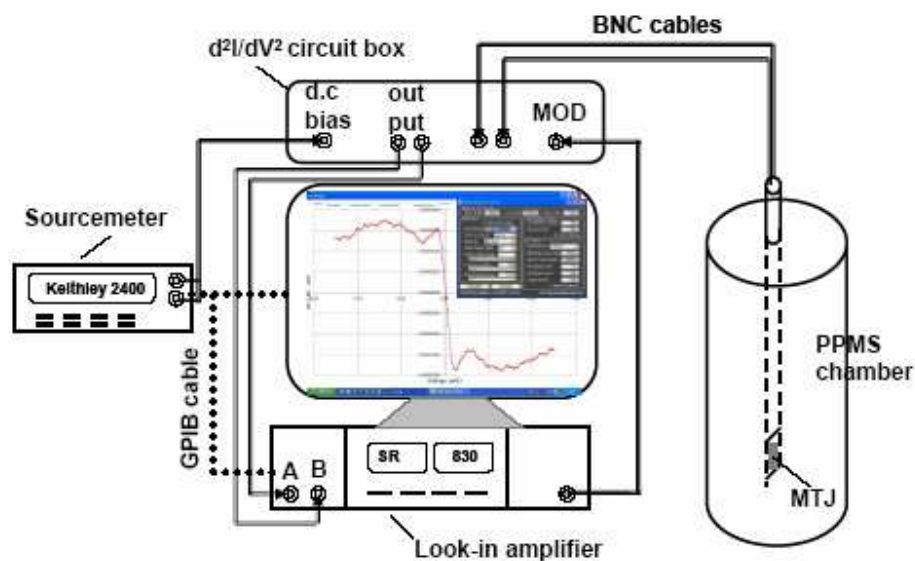 BNC cables
d²I/dV² circuit box
d.c
bias
out
put
MOD
Sourcemeter
Keithley 2400
GPIB cable
PPMS
chamber
A B
SR
830
MTJ
Look-in amplifier